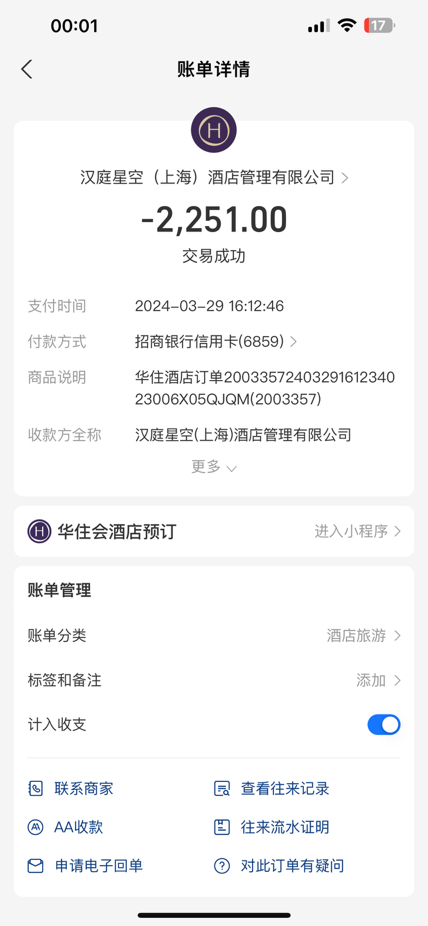 00:01
17
账单详情
H
汉庭星空（上海）酒店管理有限公司
-2,251.00
交易成功
支付时间 2024-03-29 16:12:46
付款方式 招商银行信用卡(6859)
商品说明 华住酒店订单20033572403291612340
23006X05QJQM(2003357)
收款方全称 汉庭星空(上海)酒店管理有限公司
更多
H 华住会酒店预订 进入小程序
账单管理
账单分类 酒店旅游
标签和备注 添加
计入收支
联系商家 查看往来记录
AA收款 往来流水证明
申请电子回单 对此订单有疑问